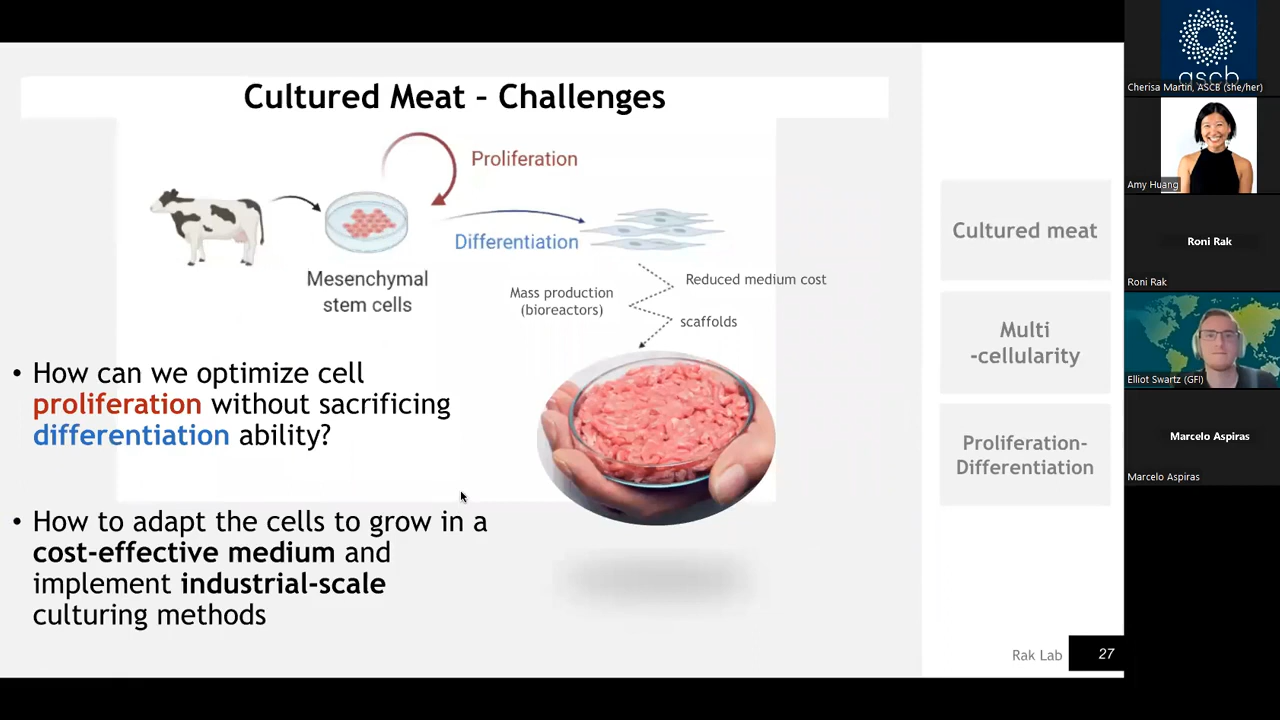 Cultured Meat – Challenges
Proliferation
Differentiation
Mesenchymal
stem cells
Reduced medium cost
Mass production
(bioreactors)
scaffolds
• How can we optimize cell
proliferation without sacrificing
differentiation ability?
• How to adapt the cells to grow in a
cost-effective medium and
implement industrial-scale
culturing methods
Cultured meat
Multi
-cellularity
Proliferation-
Differentiation
Rak Lab
27
ascb
Cherisa Martin, ASCB (she/her)
Amy Huang
Roni Rak
Roni Rak
Elliot Swartz (GFI)
Marcelo Aspiras
Marcelo Aspiras